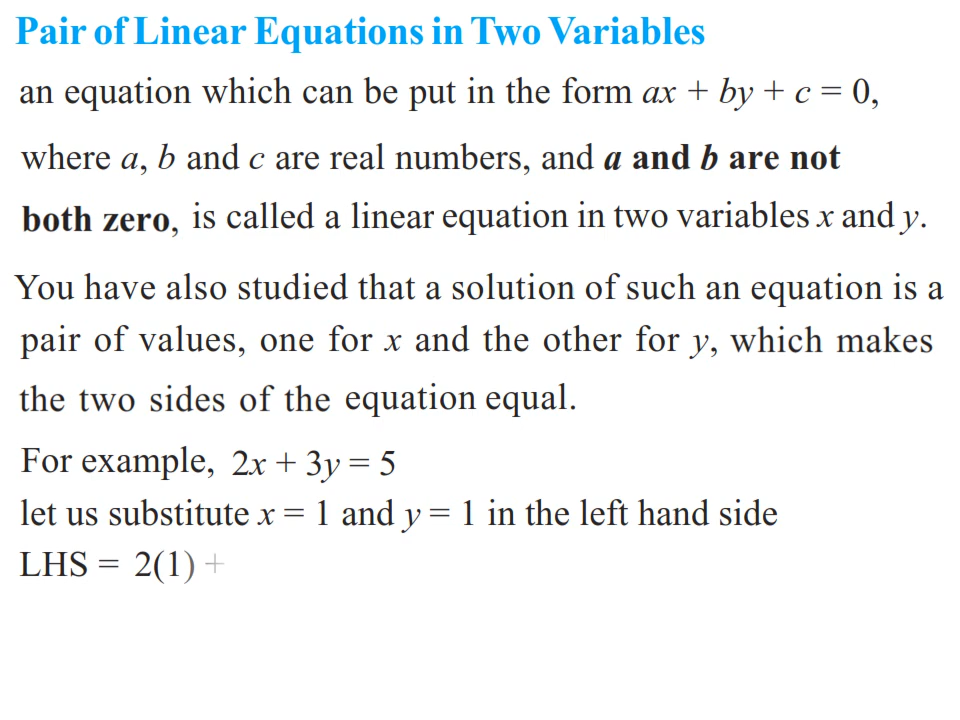 Pair of Linear Equations in Two Variables
an equation which can be put in the form ax + by + c = 0,
where a, b and c are real numbers, and a and b are not
both zero, is called a linear equation in two variables x and y.
You have also studied that a solution of such an equation is a
pair of values, one for x and the other for y, which makes
the two sides of the equation equal.
For example, 2x + 3y = 5
let us substitute x = 1 and y = 1 in the left hand side
LHS = 2(1) +